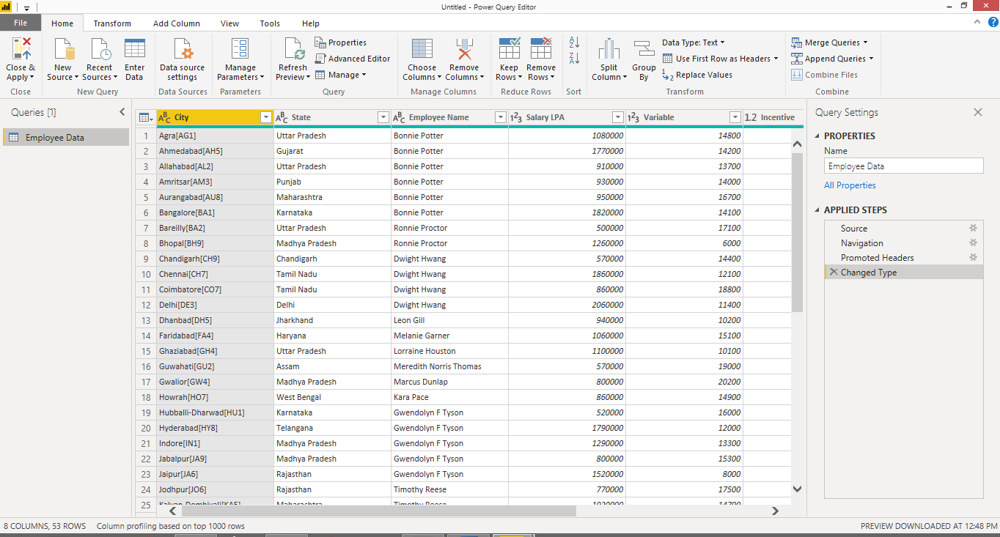 Untitled - Power Query Editor
File Home Transform Add Column View Tools Help
Close & Apply
New Source
Recent Sources
Enter Data
Data source settings
Manage Parameters
Refresh Preview
Properties
Advanced Editor
Manage
Choose Columns
Remove Columns
Keep Rows
Remove Rows
Split Column
Group By
Data Type: Text
Use First Row as Headers
Replace Values
Merge Queries
Append Queries
Combine Files
Close New Query Data Sources Parameters Query Manage Columns Reduce Rows Sort Transform Combine
Queries [1]
Employee Data
City State Employee Name Salary LPA Variable 1.2 Incentive
1 Agra[AG1] Uttar Pradesh Bonnie Potter 1080000 14800
2 Ahmedabad[AH5] Gujarat Bonnie Potter 1770000 14200
3 Allahabad[AL2] Uttar Pradesh Bonnie Potter 910000 13700
4 Amritsar[AM3] Punjab Bonnie Potter 930000 14000
5 Aurangabad[AU8] Maharashtra Bonnie Potter 950000 16700
6 Bangalore[BA1] Karnataka Bonnie Potter 1820000 14100
7 Bareilly[BA2] Uttar Pradesh Ronnie Proctor 500000 17100
8 Bhopal[BH9] Madhya Pradesh Ronnie Proctor 1260000 6000
9 Chandigarh[CH9] Chandigarh Dwight Hwang 570000 14400
10 Chennai[CH7] Tamil Nadu Dwight Hwang 1860000 12100
11 Coimbatore[CO7] Tamil Nadu Dwight Hwang 860000 18800
12 Delhi[DE3] Delhi Dwight Hwang 2060000 11400
13 Dhanbad[DH5] Jharkhand Leon Gill 940000 10200
14 Faridabad[FA4] Haryana Melanie Garner 1060000 15100
15 Ghaziabad[GH4] Uttar Pradesh Lorraine Houston 1100000 10100
16 Guwahati[GU2] Assam Meredith Norris Thomas 570000 19000
17 Gwalior[GW4] Madhya Pradesh Marcus Dunlap 800000 20200
18 Howrah[HO7] West Bengal Kara Pace 860000 14900
19 Hubballi-Dharwad[HU1] Karnataka Gwendolyn F Tyson 520000 16000
20 Hyderabad[HY8] Telangana Gwendolyn F Tyson 1790000 12000
21 Indore[IN1] Madhya Pradesh Gwendolyn F Tyson 1290000 13300
22 Jabalpur[JA9] Madhya Pradesh Gwendolyn F Tyson 800000 15300
23 Jaipur[JA6] Rajasthan Gwendolyn F Tyson 1520000 8000
24 Jodhpur[JO6] Rajasthan Timothy Reese 770000 17500
25
Query Settings
PROPERTIES
Name
Employee Data
All Properties
APPLIED STEPS
Source
Navigation
Promoted Headers
Changed Type
8 COLUMNS, 53 ROWS Column profiling based on top 1000 rows PREVIEW DOWNLOADED AT 12:48 PM